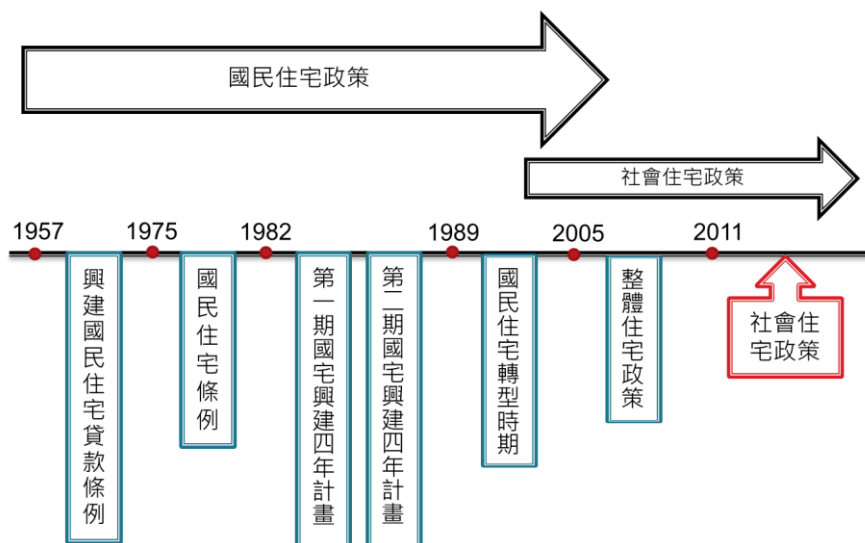 國民住宅政策
社會住宅政策
1957
1975
1982
1989
2005
2011
興建國民住宅貸款條例
國民住宅條例
第一期國宅興建四年計畫
第二期國宅興建四年計畫
國民住宅轉型時期
整體住宅政策
社會住
宅政策